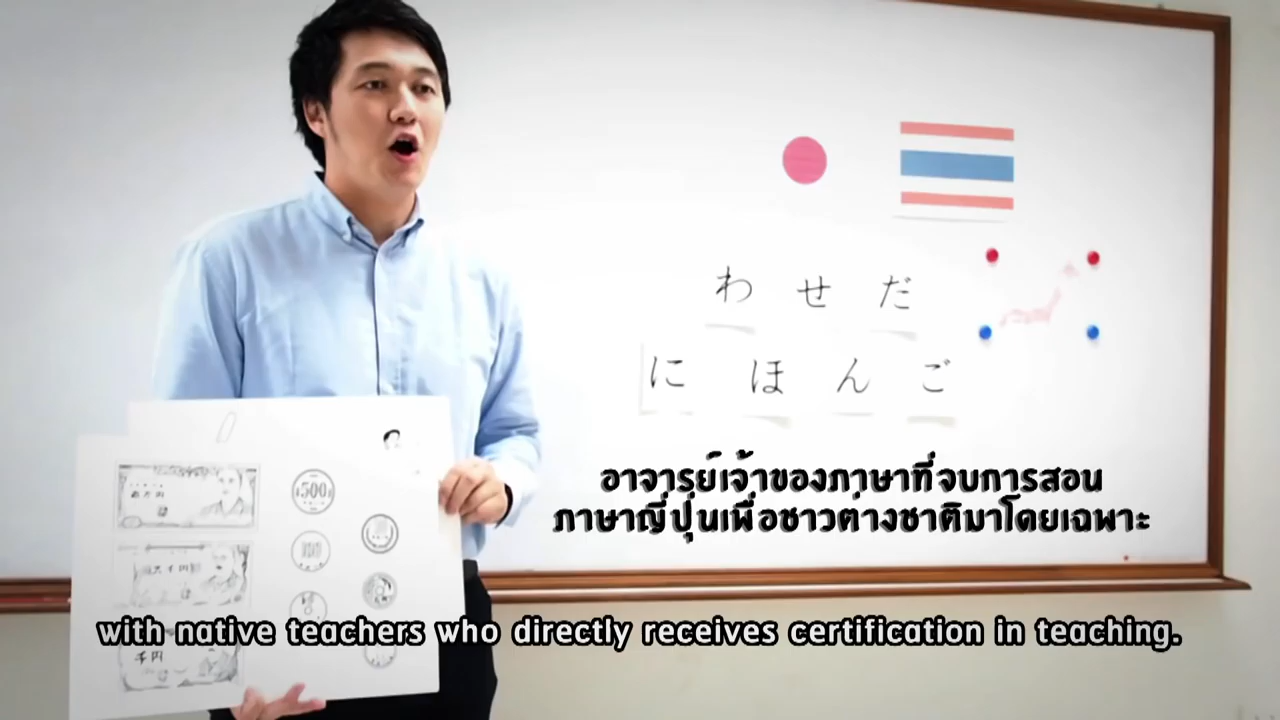 わせだ
にほんご
อาจารย์เจ้าของภาษาที่จบการสอน
ภาษาญี่ปุ่นเพื่อชาวต่างชาติมาโดยเฉพาะ
500
千円
with native teachers who directly receives certification in teaching.